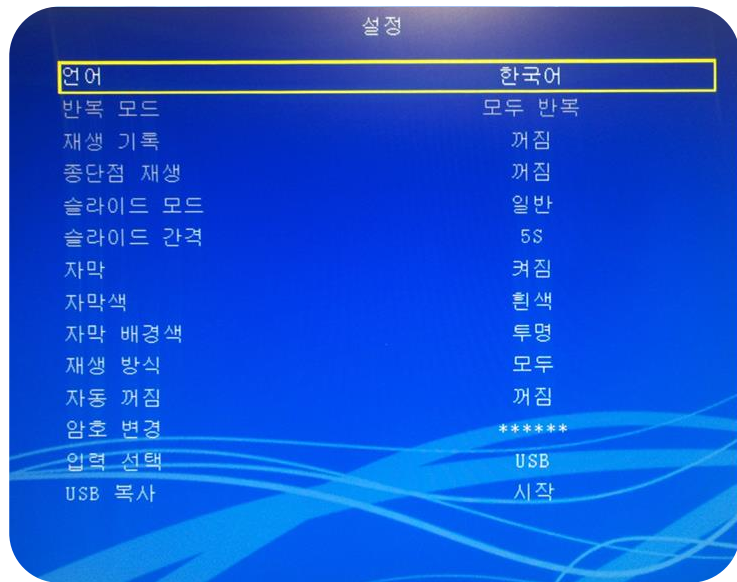 설정
언어 한국어
반복 모드 모두 반복
재생 기록 꺼짐
종단점 재생 꺼짐
슬라이드 모드 일반
슬라이드 간격 5S
자막 켜짐
자막색 흰색
자막 배경색 투명
재생 방식 모두
자동 꺼짐 꺼짐
암호 변경 ******
입력 선택 USB
USB 복사 시작